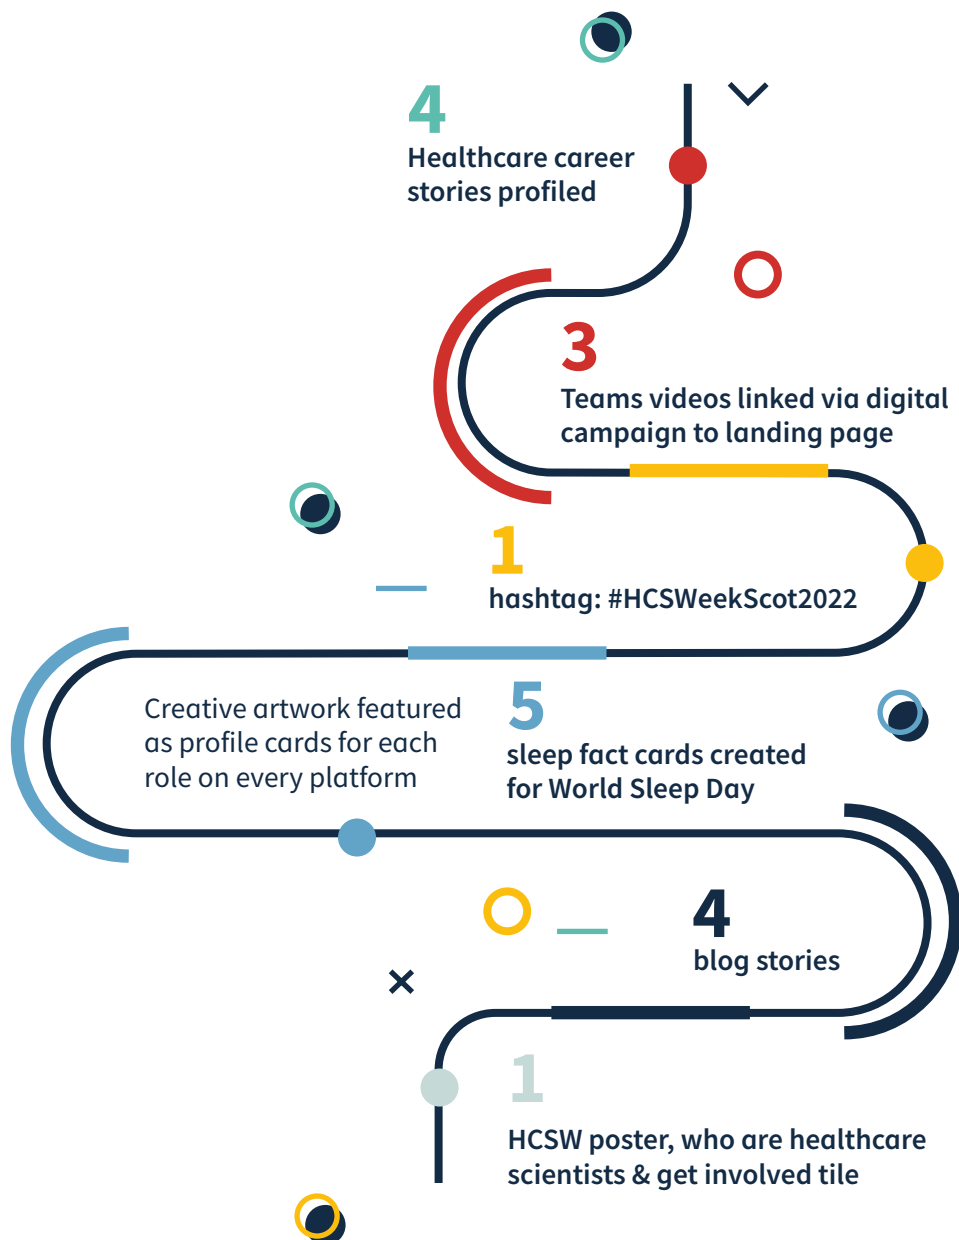 4
Healthcare career
stories profiled
3
Teams videos linked via digital
campaign to landing page
1
hashtag: #HCSWeekScot2022
Creative artwork featured
as profile cards for each
role on every platform
5
sleep fact cards created
for World Sleep Day
4
blog stories
1
HCSW poster, who are healthcare
scientists & get involved tile